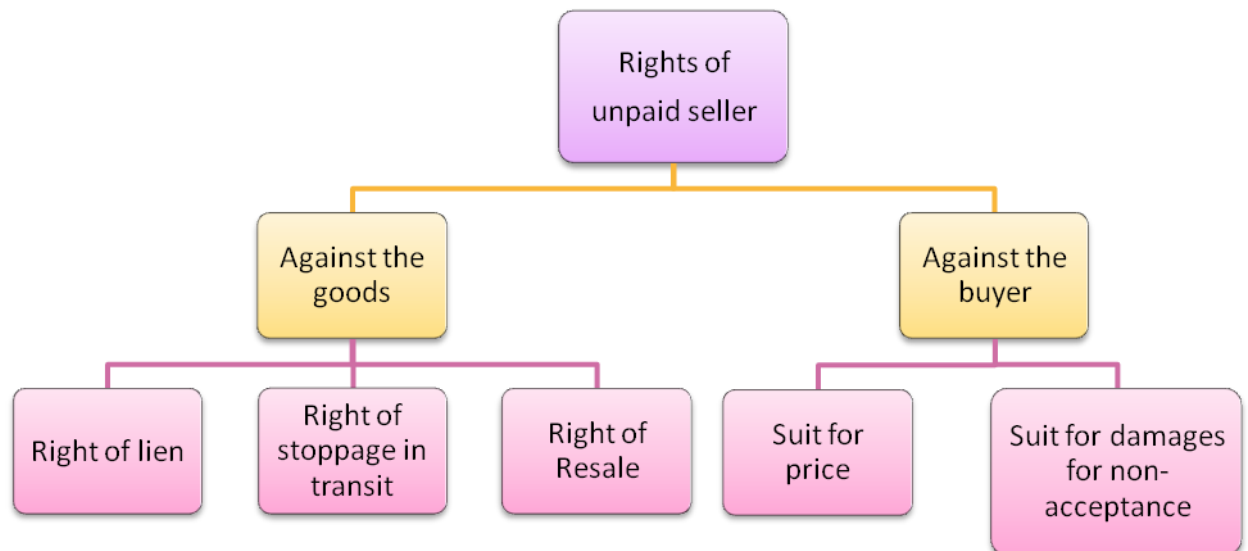 Rights of
unpaid seller
Against the
goods
Against the
buyer
Right of lien
Right of
stoppage in
transit
Right of
Resale
Suit for
price
Suit for damages
for non-
acceptance